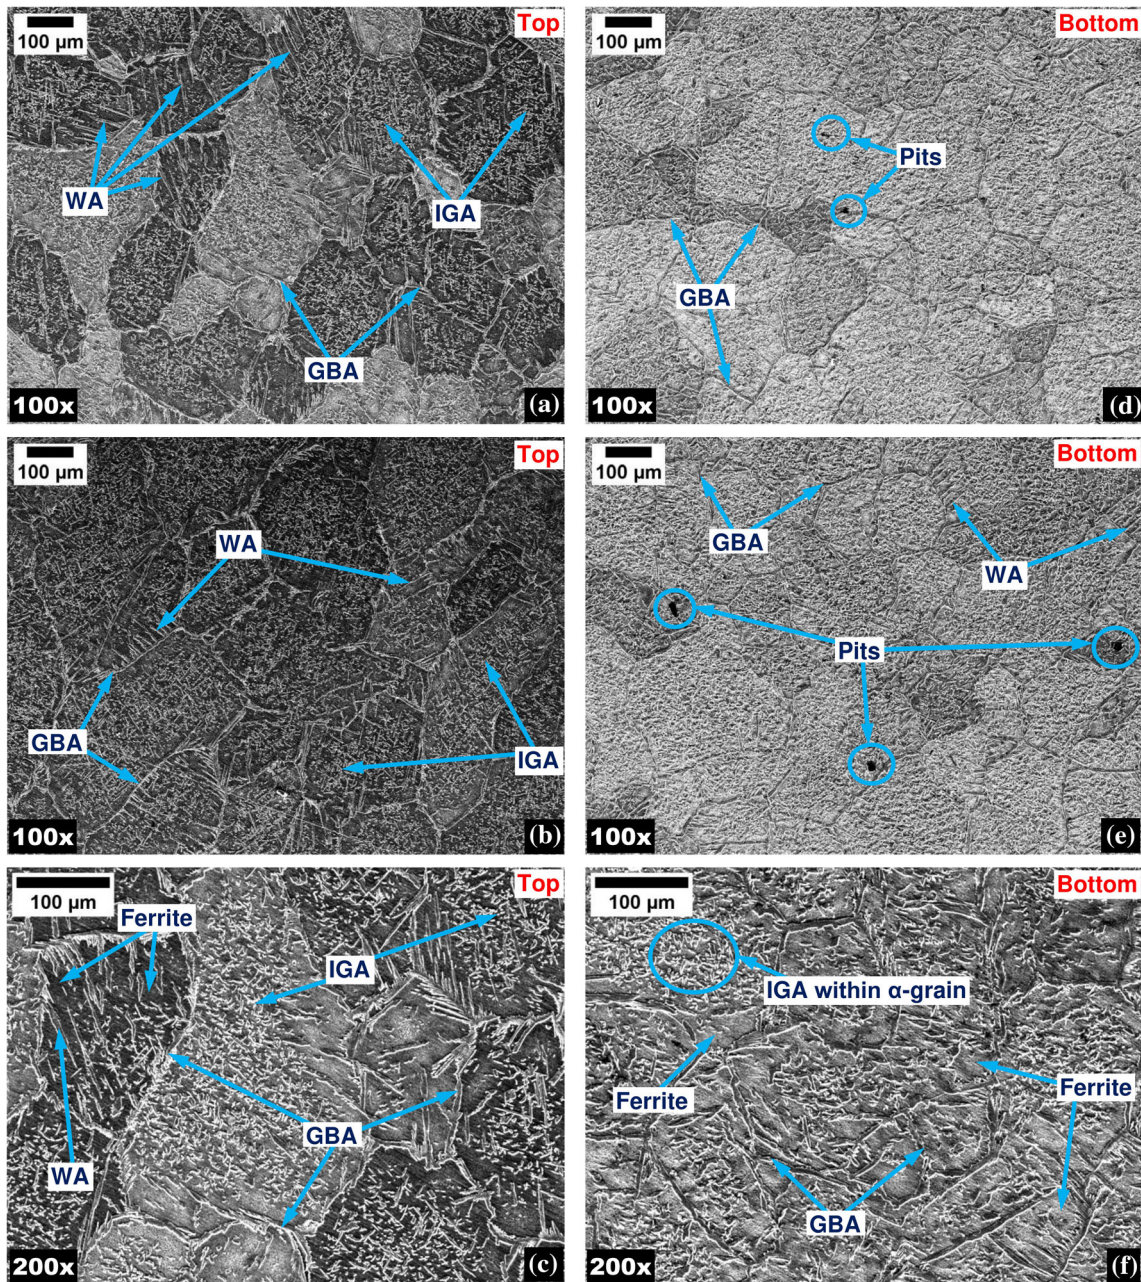 100 µm
Top
WA
IGA
GBA
100x
(a)
100 µm
Bottom
Pits
GBA
100x
(d)
100 µm
Top
WA
GBA
IGA
100x
(b)
100 µm
Bottom
GBA
WA
Pits
100x
(e)
100 µm
Top
Ferrite
IGA
GBA
WA
200x
(c)
100 µm
Bottom
IGA within α-grain
Ferrite
Ferrite
GBA
200x
(f)